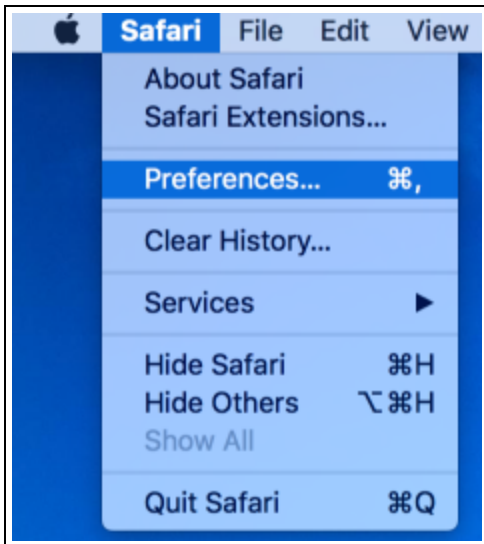 Safari File Edit View
About Safari
Safari Extensions...
Preferences... ⌘,
Clear History...
Services ▶
Hide Safari ⌘H
Hide Others ⌥⌘H
Show All
Quit Safari ⌘Q